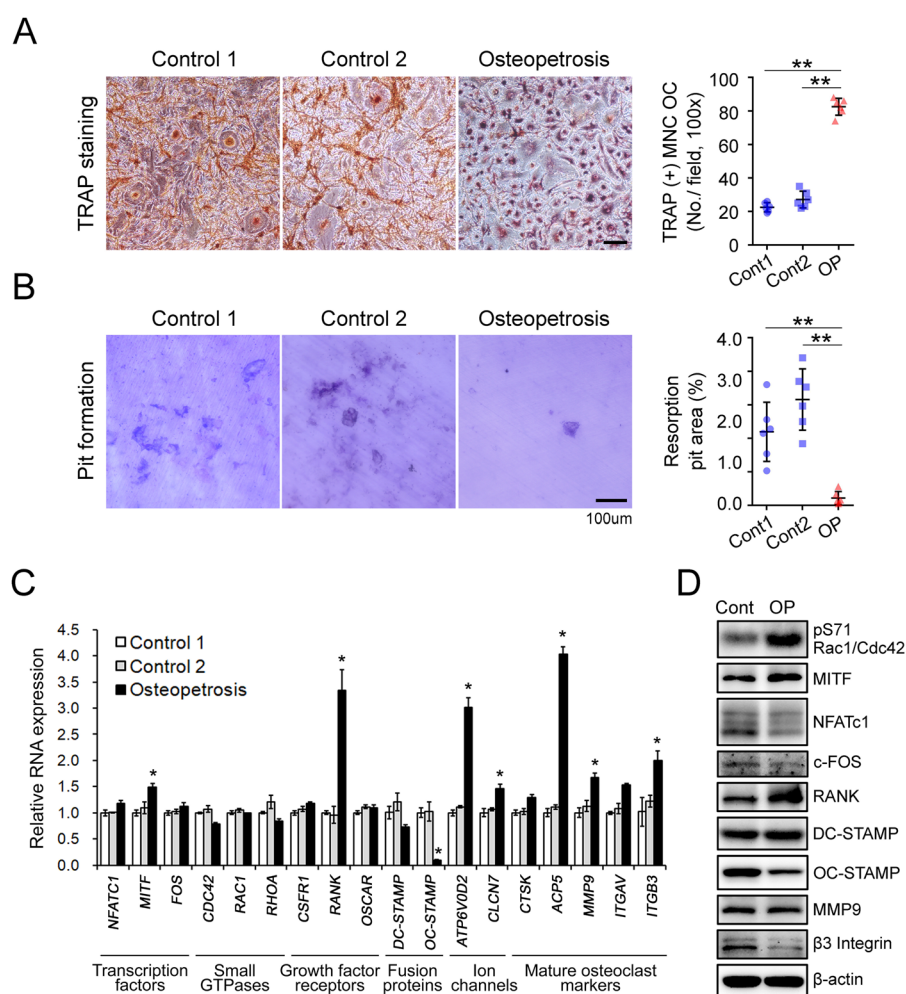 A
Control 1
Control 2
Osteopetrosis
TRAP staining
TRAP (+) MNC OC
(No./ field, 100x)
100
80
60
40
20
0
**
**
Cont1
Cont2
OP
B
Control 1
Control 2
Osteopetrosis
Pit formation
100um
Resorption
pit area (%)
4.0
3.0
2.0
1.0
0.0
**
**
Cont1
Cont2
OP
C
Relative RNA expression
4.5
4.0
3.5
3.0
2.5
2.0
1.5
1.0
0.5
0.0
Control 1
Control 2
Osteopetrosis
* * * * * * * *
NFATC1
MITF
FOS
CDC42
RAC1
RHOA
CSFR1
RANK
OSCAR
DC-STAMP
OC-STAMP
ATP6V0D2
CLCN7
CTSK
ACP5
MMP9
ITGAV
ITGB3
Transcription
factors
Small
GTPases
Growth factor
receptors
Fusion
proteins
Ion
channels
Mature osteoclast
markers
D
Cont OP
pS71
Rac1/Cdc42
MITF
NFATc1
c-FOS
RANK
DC-STAMP
OC-STAMP
MMP9
β3 Integrin
β-actin